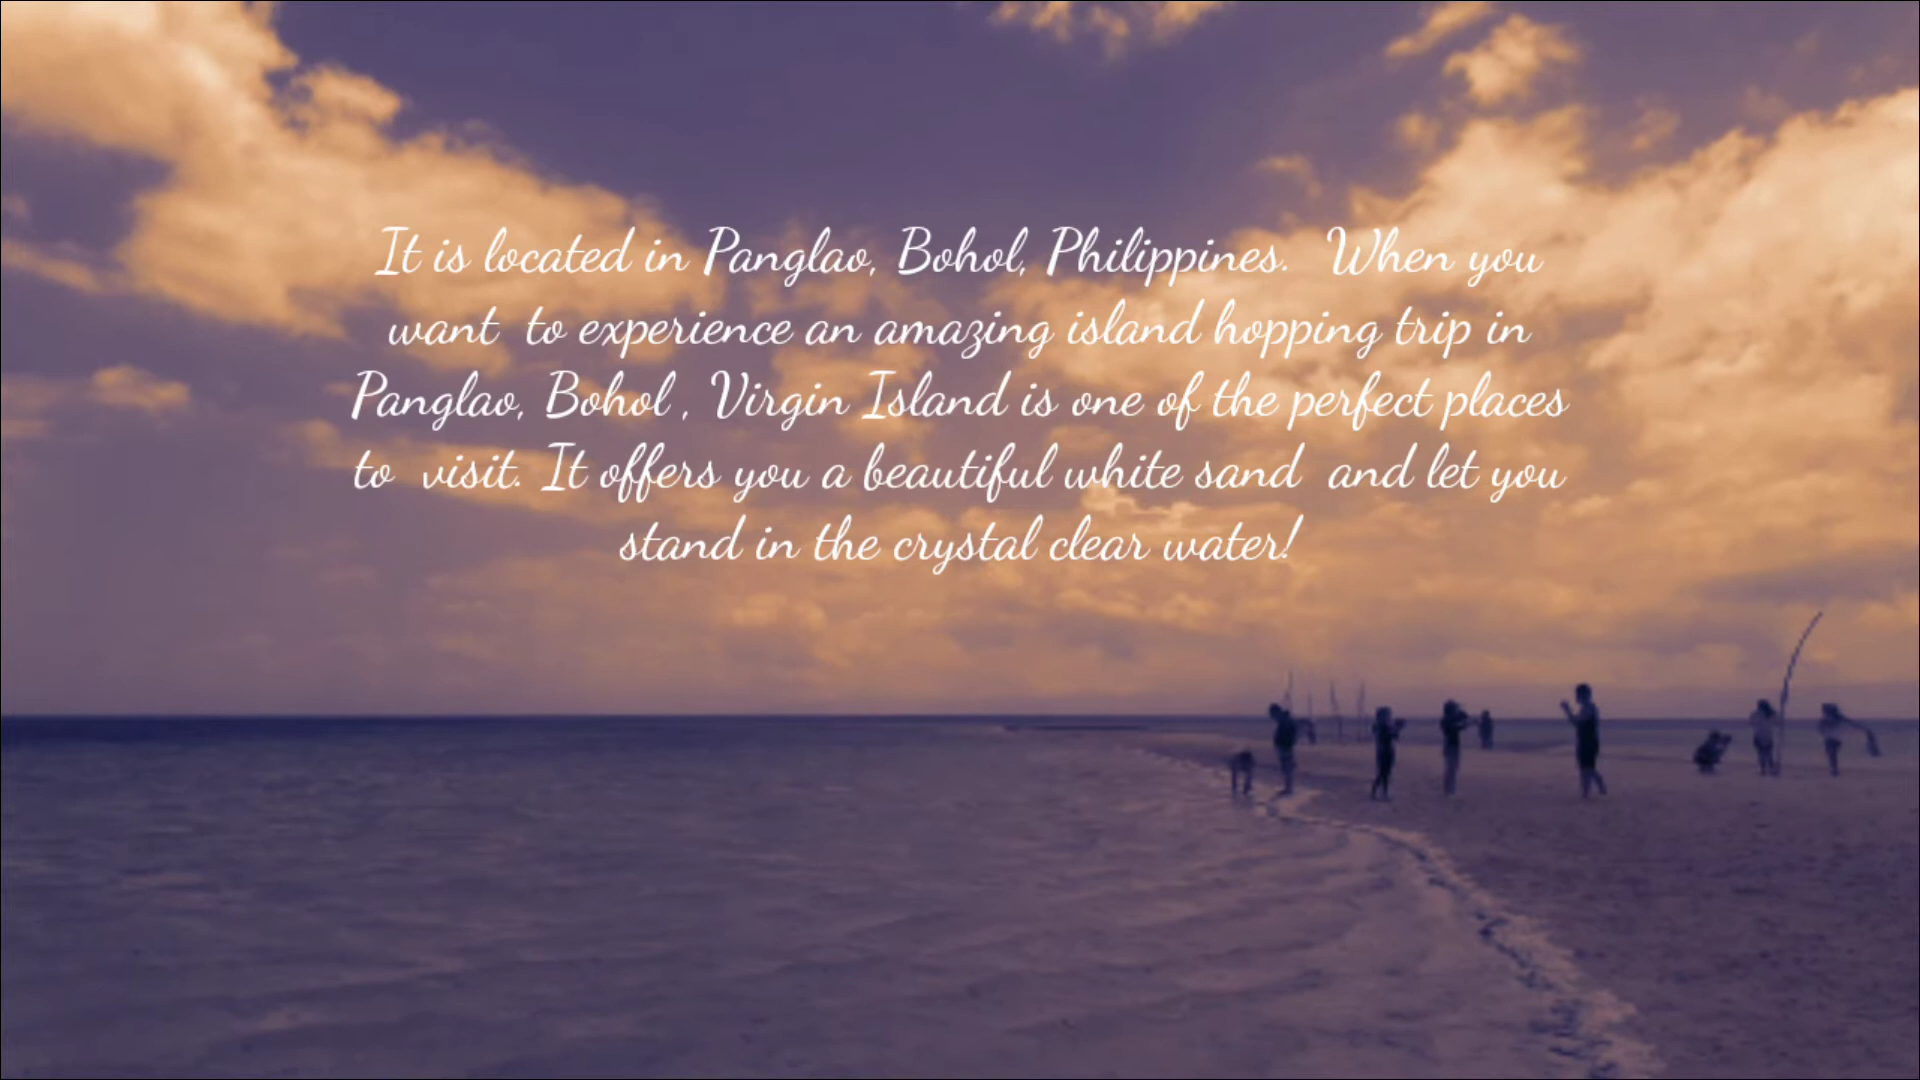 It is located in Panglao, Bohol, Philippines. When you
want to experience an amazing island hopping trip in
Panglao, Bohol , Virgin Island is one of the perfect places
to visit. It offers you a beautiful white sand and let you
stand in the crystal clear water!